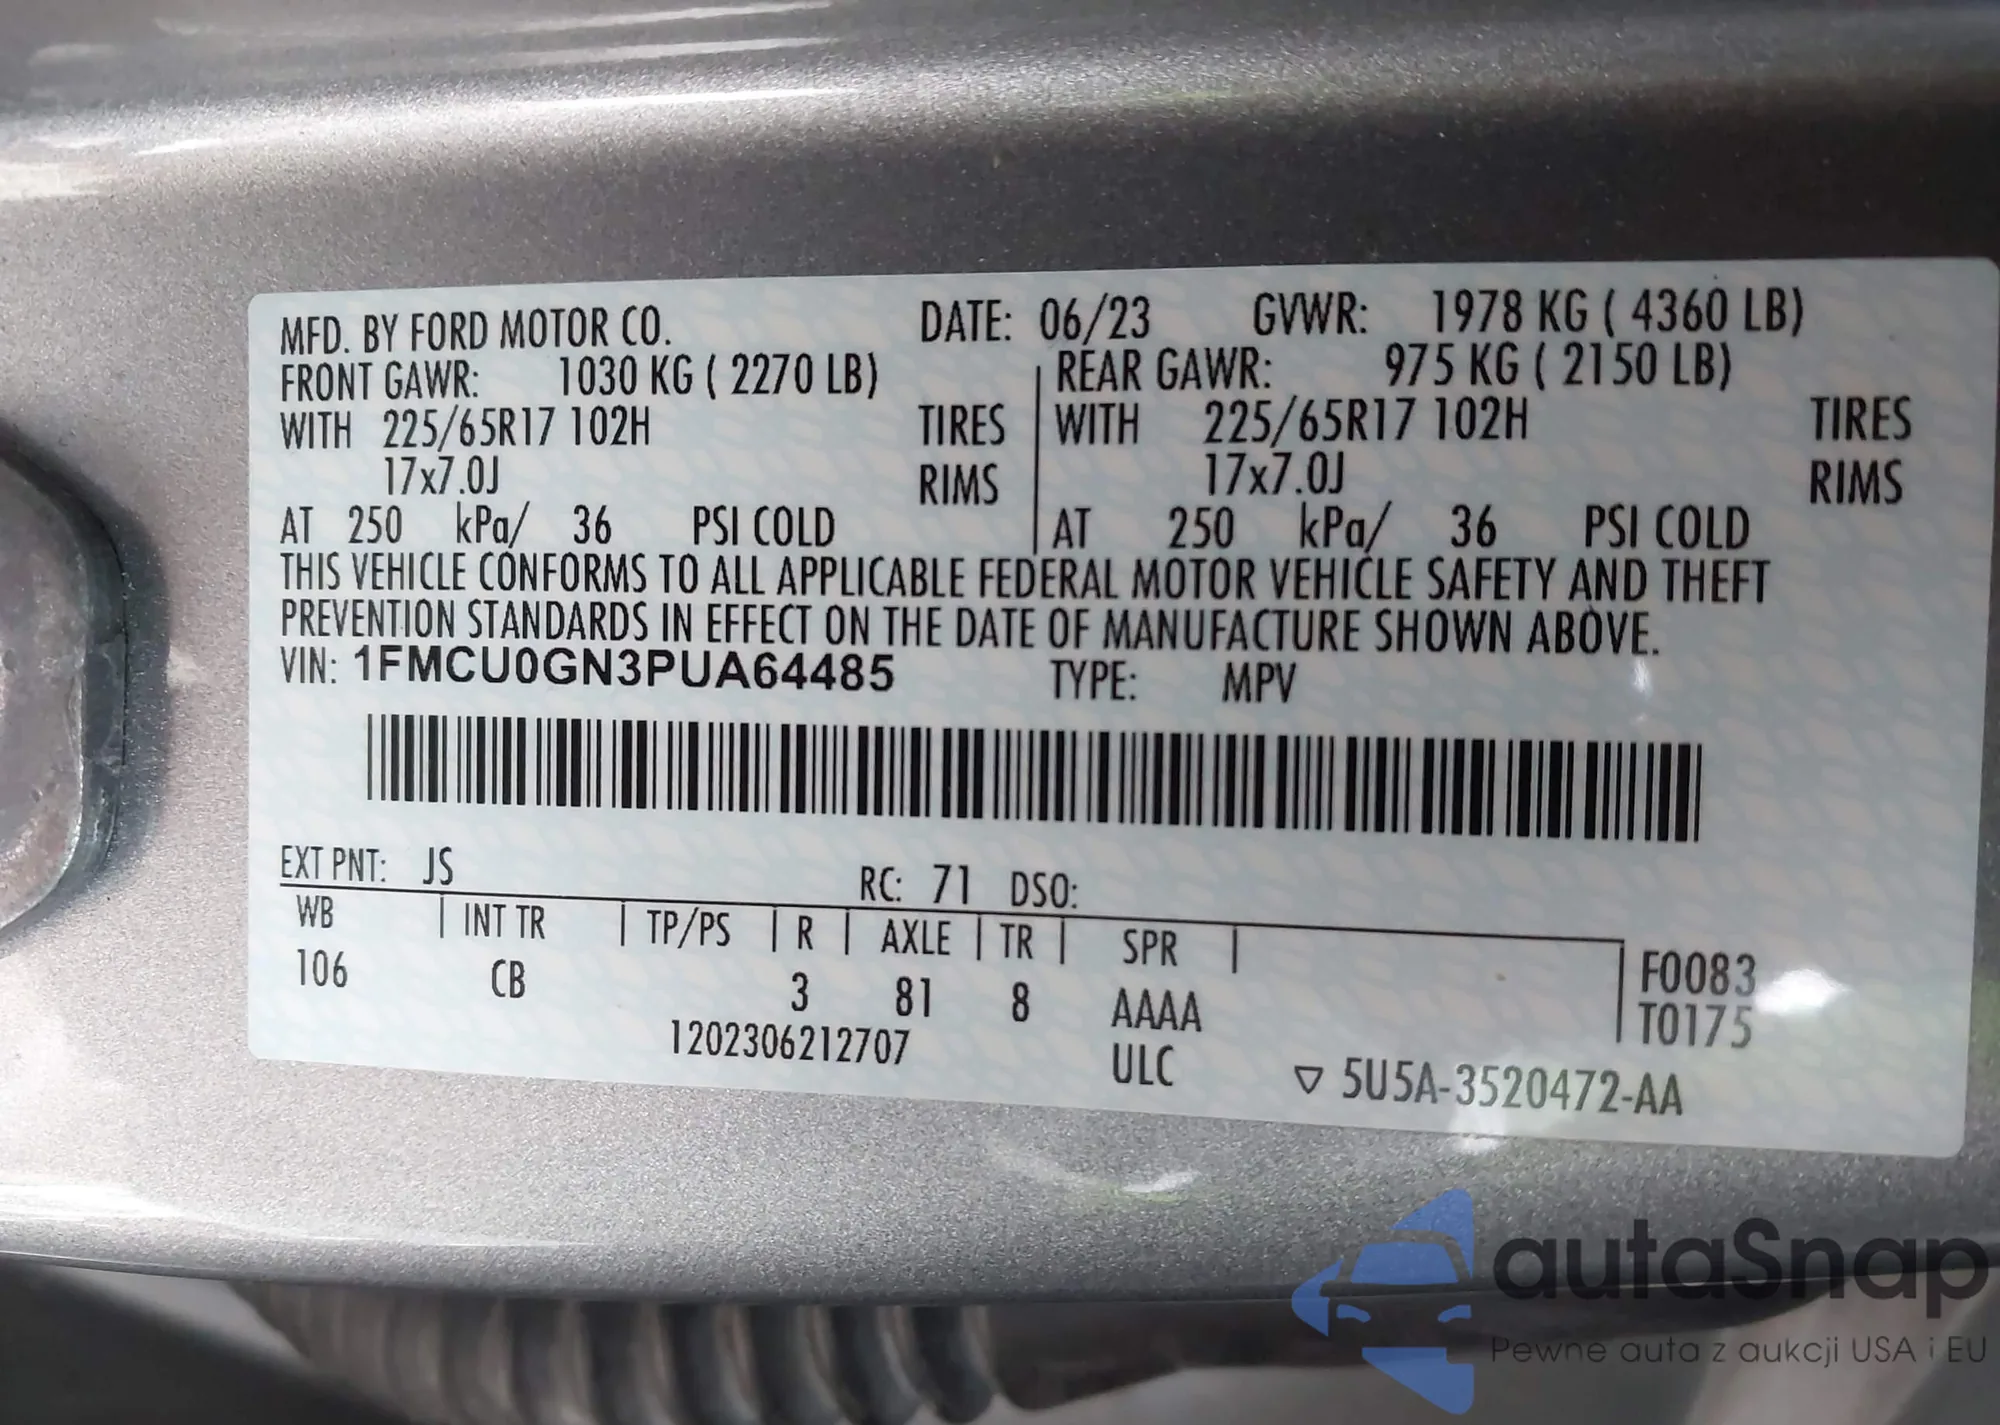 MFD. BY FORD MOTOR CO. DATE: 06/23 GVWR: 1978 KG ( 4360 LB)
FRONT GAWR: 1030 KG ( 2270 LB) REAR GAWR: 975 KG ( 2150 LB)
WITH 225/65R17 102H TIRES WITH 225/65R17 102H TIRES
17x7.0J RIMS 17x7.0J RIMS
AT 250 kPa/ 36 PSI COLD AT 250 kPa/ 36 PSI COLD
THIS VEHICLE CONFORMS TO ALL APPLICABLE FEDERAL MOTOR VEHICLE SAFETY AND THEFT
PREVENTION STANDARDS IN EFFECT ON THE DATE OF MANUFACTURE SHOWN ABOVE.
VIN: 1FMCU0GN3PUA64485 TYPE: MPV
EXT PNT: JS RC: 71 DSO:
WB INT TR TP/PS R AXLE TR SPR F0083
106 CB 3 81 8 AAAA T0175
1202306212707 ULC ▽ 5U5A-3520472-AA
autaSnap
Pewne auta z aukcji USA i EU